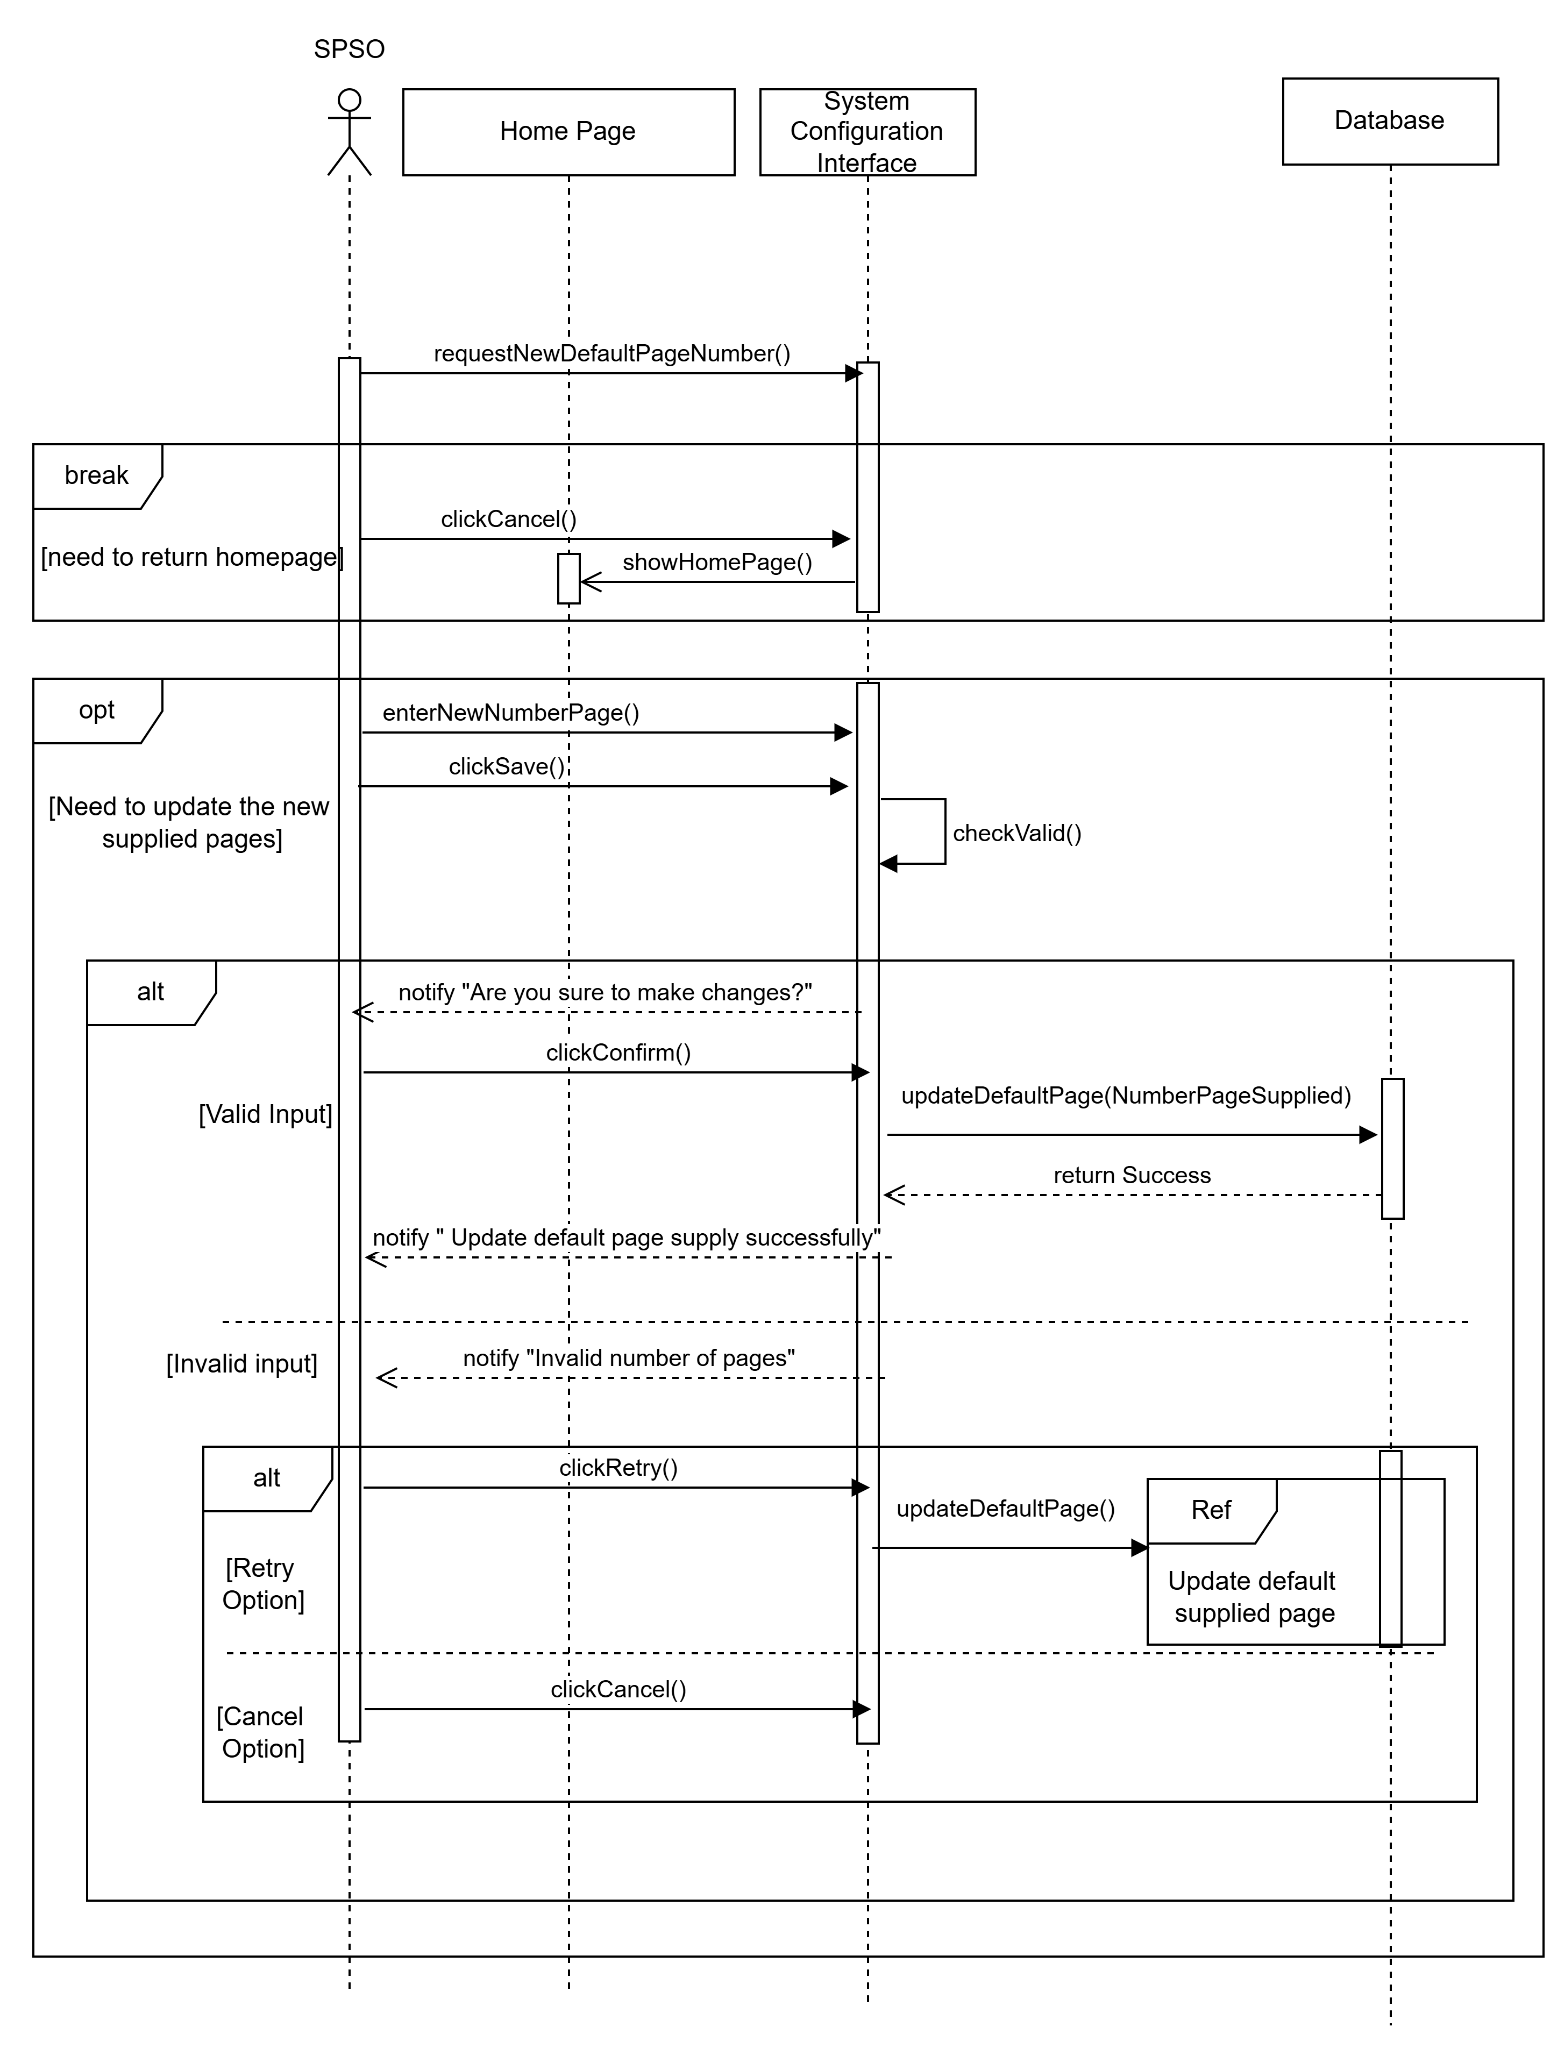 SPSO
Home Page
System
Configuration
Interface
Database
requestNewDefaultPageNumber()
break
clickCancel()
[need to return homepage]
showHomePage()
opt
enterNewNumberPage()
clickSave()
[Need to update the new
supplied pages]
checkValid()
alt
notify "Are you sure to make changes?"
clickConfirm()
[Valid Input]
updateDefaultPage(NumberPageSupplied)
return Success
notify " Update default page supply successfully"
[Invalid input]
notify "Invalid number of pages"
alt
clickRetry()
updateDefaultPage()
Ref
[Retry
Option]
Update default
supplied page
clickCancel()
[Cancel
Option]